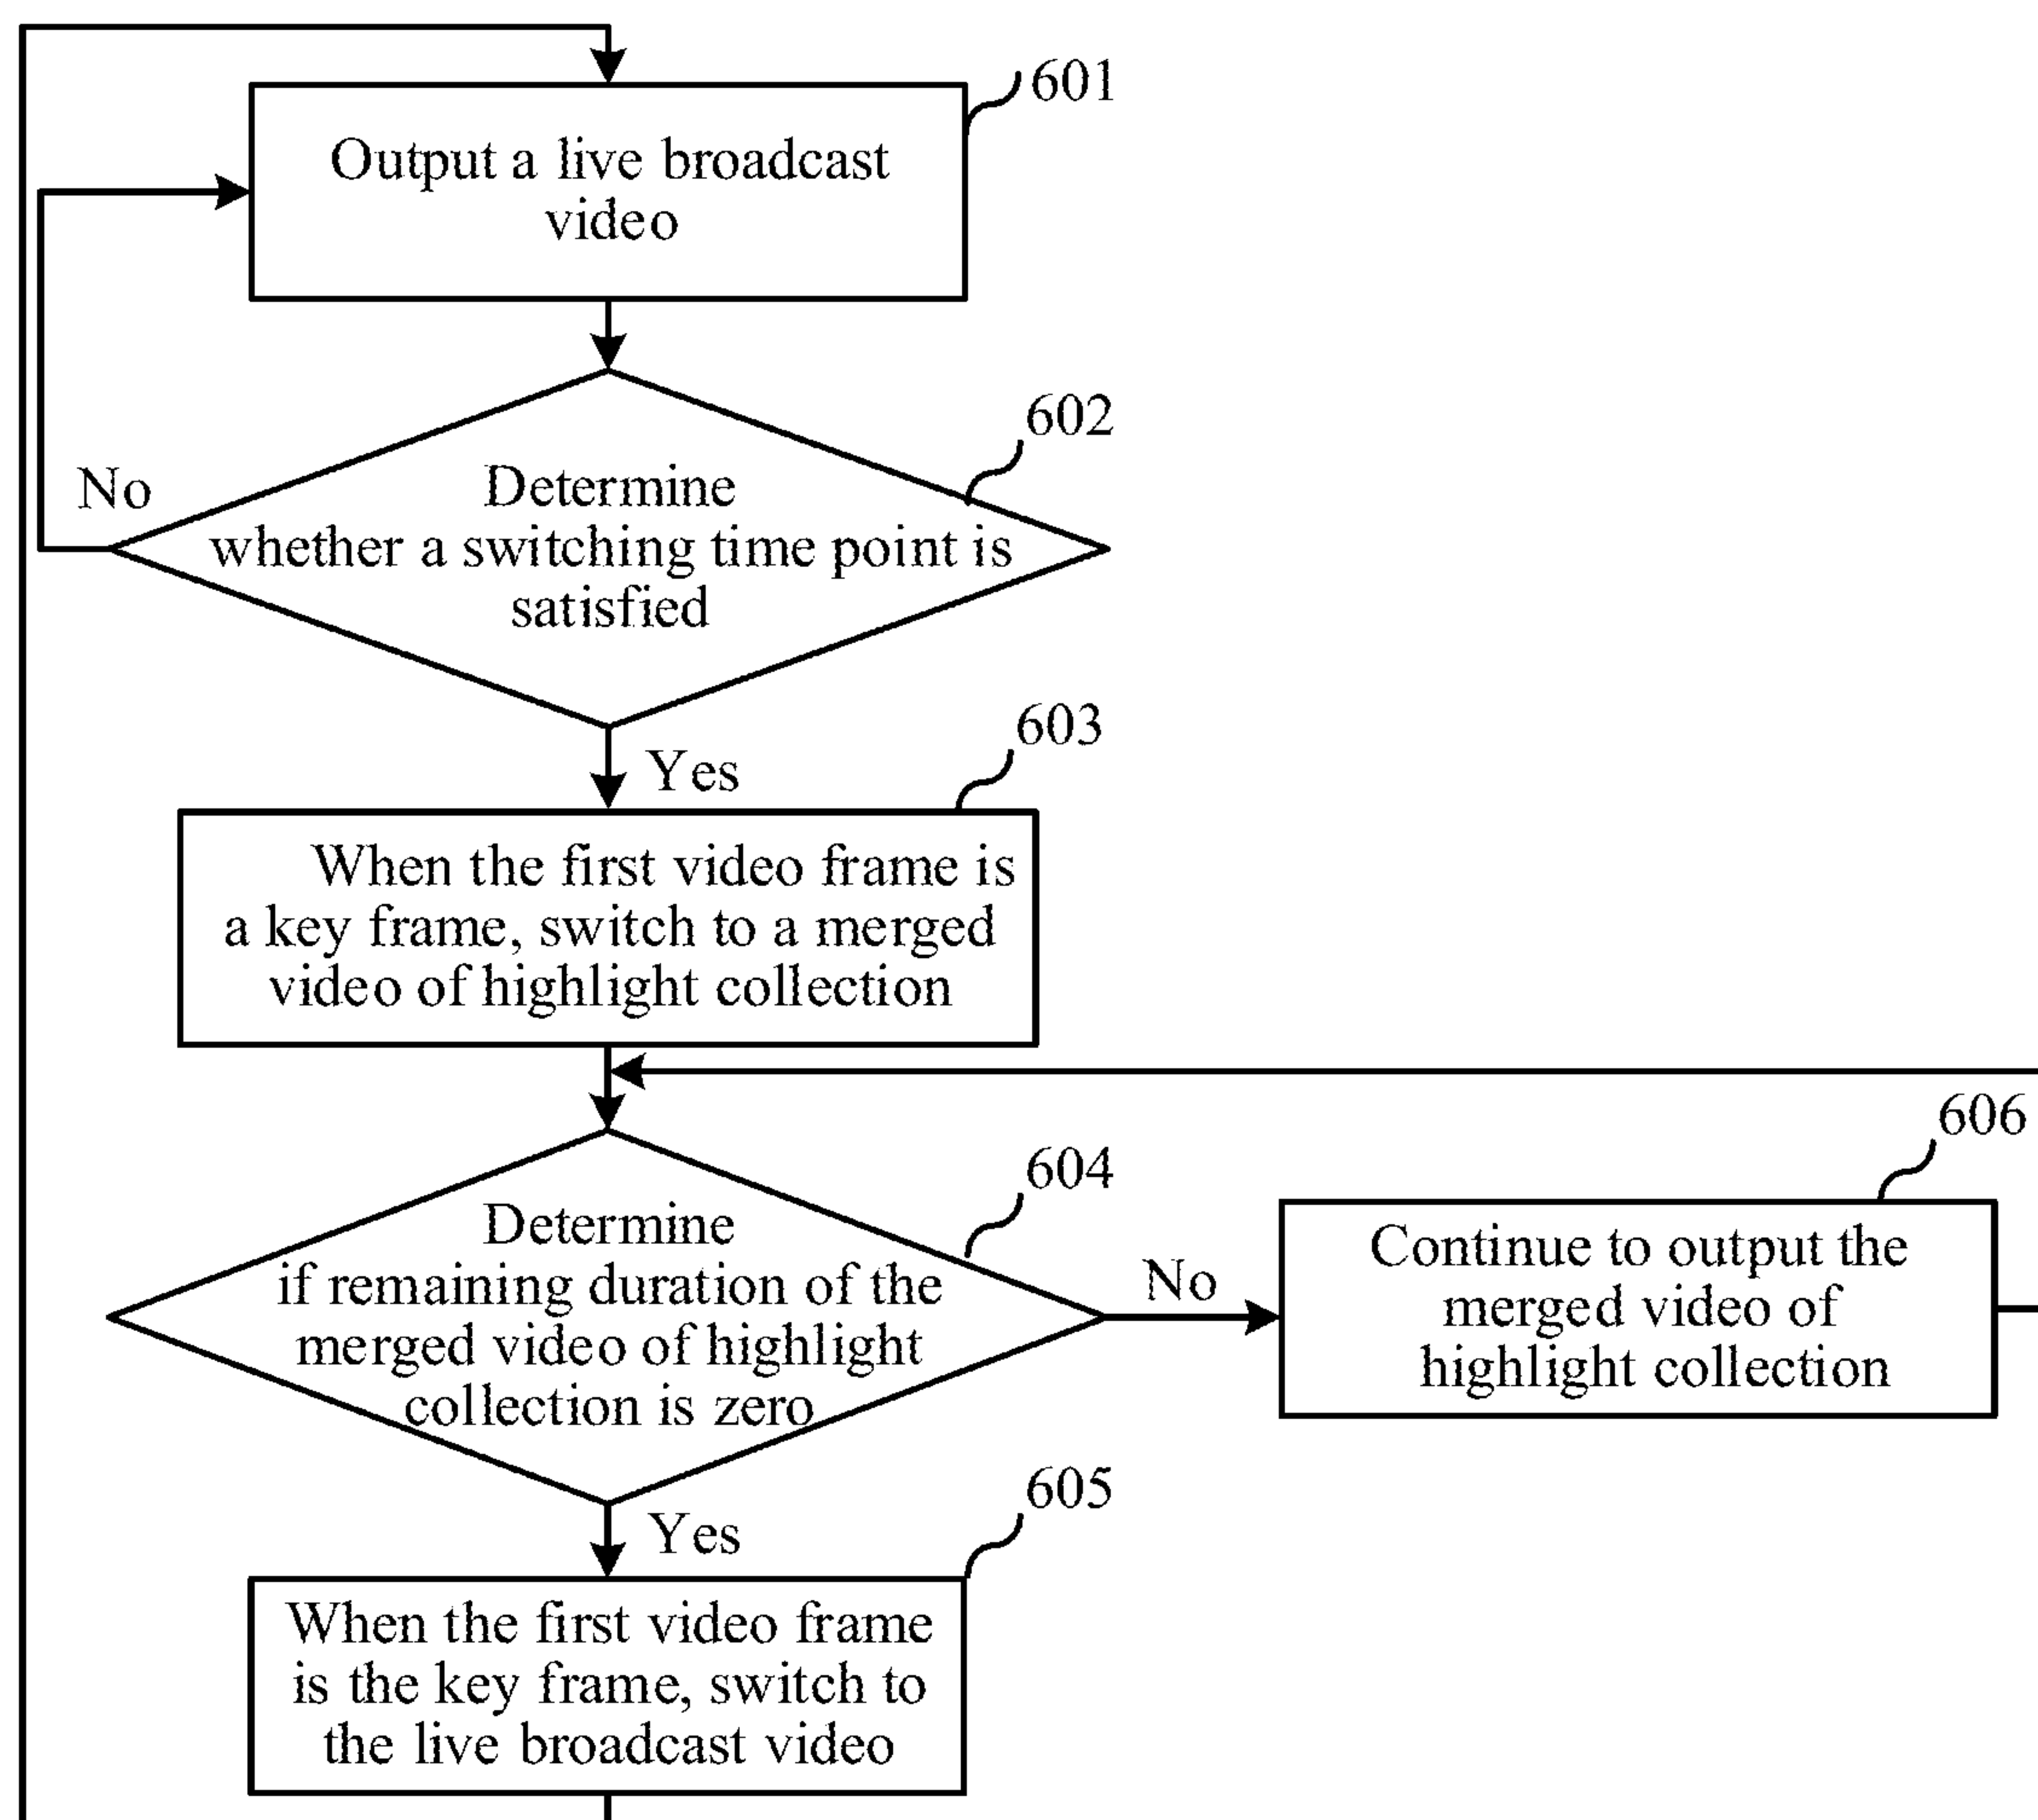 601
Output a live broadcast
video
602
No
Determine
whether a switching time point is
satisfied
603
Yes
When the first video frame is
a key frame, switch to a merged
video of highlight collection
606
604
Determine
if remaining duration of the
merged video of highlight
collection is zero
No
Continue to output the
merged video of
highlight collection
605
Yes
When the first video frame
is the key frame, switch to
the live broadcast video